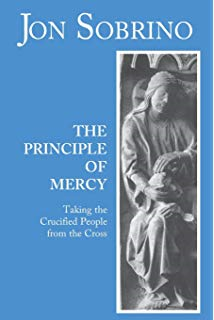 JON SOBRINO
THE
PRINCIPLE
OF
MERCY
Taking the
Crucified People
from the Cross